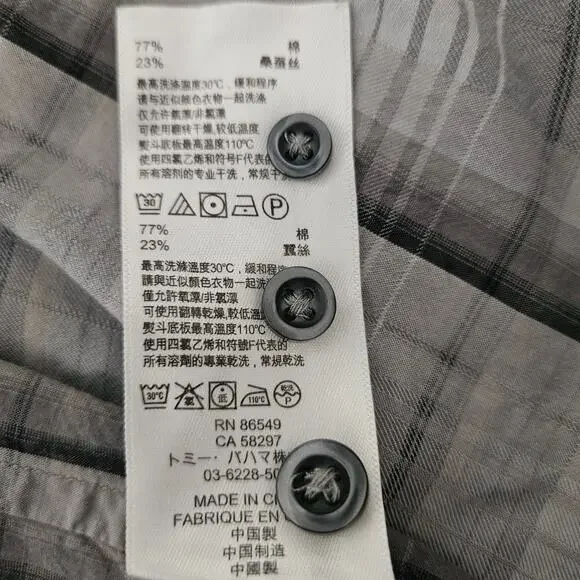 77% 棉
23% 桑蚕丝
最高洗涤温度30℃，缓和程序
请与近似颜色衣物一起洗涤
仅允许氧漂/非氯漂
可使用翻转干燥，较低温度
熨斗底板最高温度110℃
使用四氯乙烯和符号F代表的
所有溶剂的专业干洗，常规干
30 P
77% 棉
23% 蠶絲
最高洗滌溫度30℃，緩和程序
請與近似顏色衣物一起洗
僅允許氧漂/非氯漂
可使用翻轉乾燥，較低溫
熨斗底板最高溫度110℃
使用四氯乙烯和符號F代表的
所有溶劑的專業乾洗，常規乾洗
30℃ 低 110℃ 乾洗 P
RN 86549
CA 58297
トミー・バハマ株
03-6228-50
MADE IN C
FABRIQUE EN
中国製
中国制造
中國製